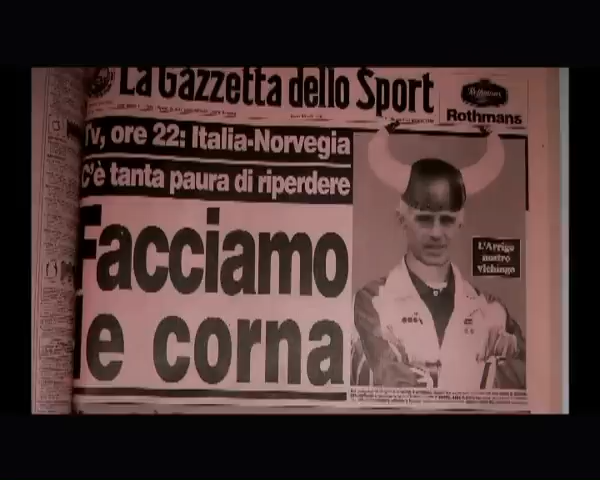 La Gazzetta dello Sport
Rothmans
Rothmans
Tv, ore 22: Italia-Norvegia
C'è tanta paura di riperdere
Facciamo
le corna
L'Arrigo
nostro
vichingo